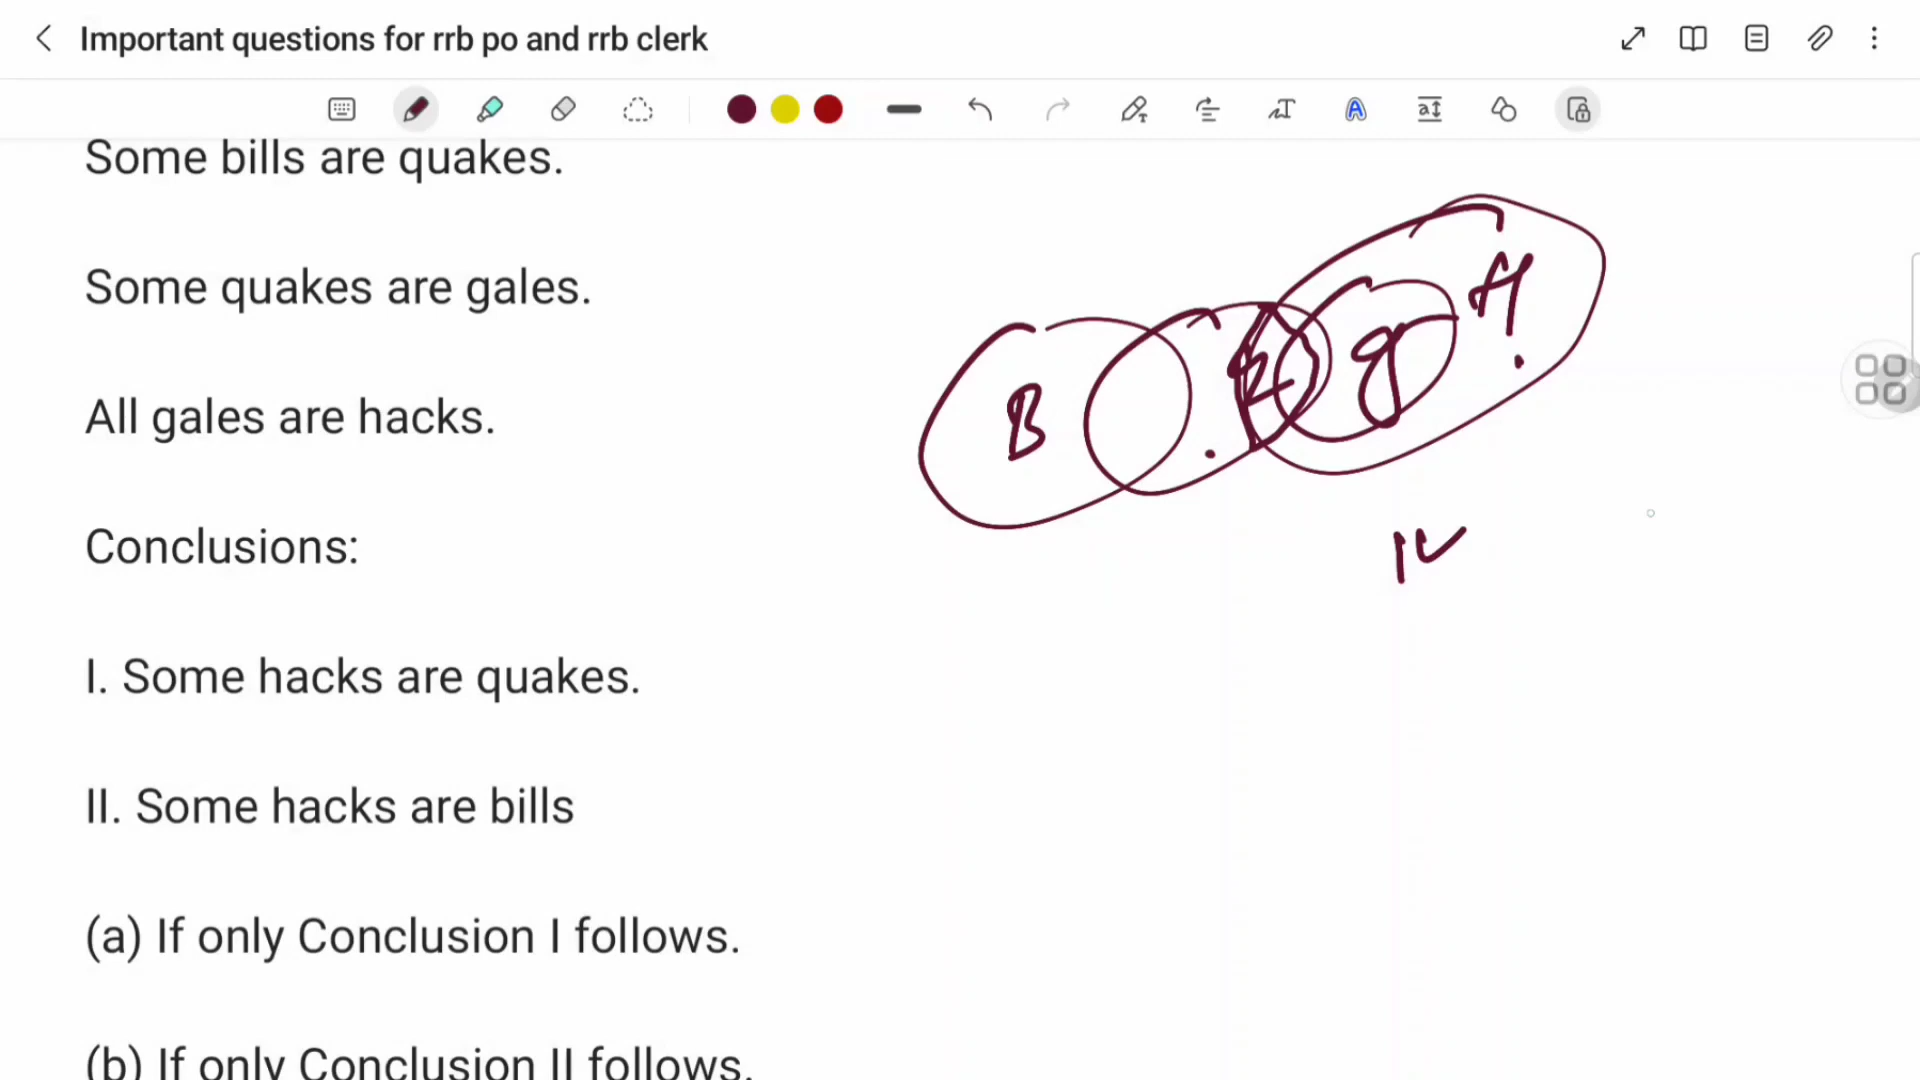 Important questions for rrb po and rrb clerk
Some bills are quakes.
Some quakes are gales.
All gales are hacks.
Conclusions:
I. Some hacks are quakes.
II. Some hacks are bills
(a) If only Conclusion I follows.
(b) If only Conclusion II follows.
B
g
H